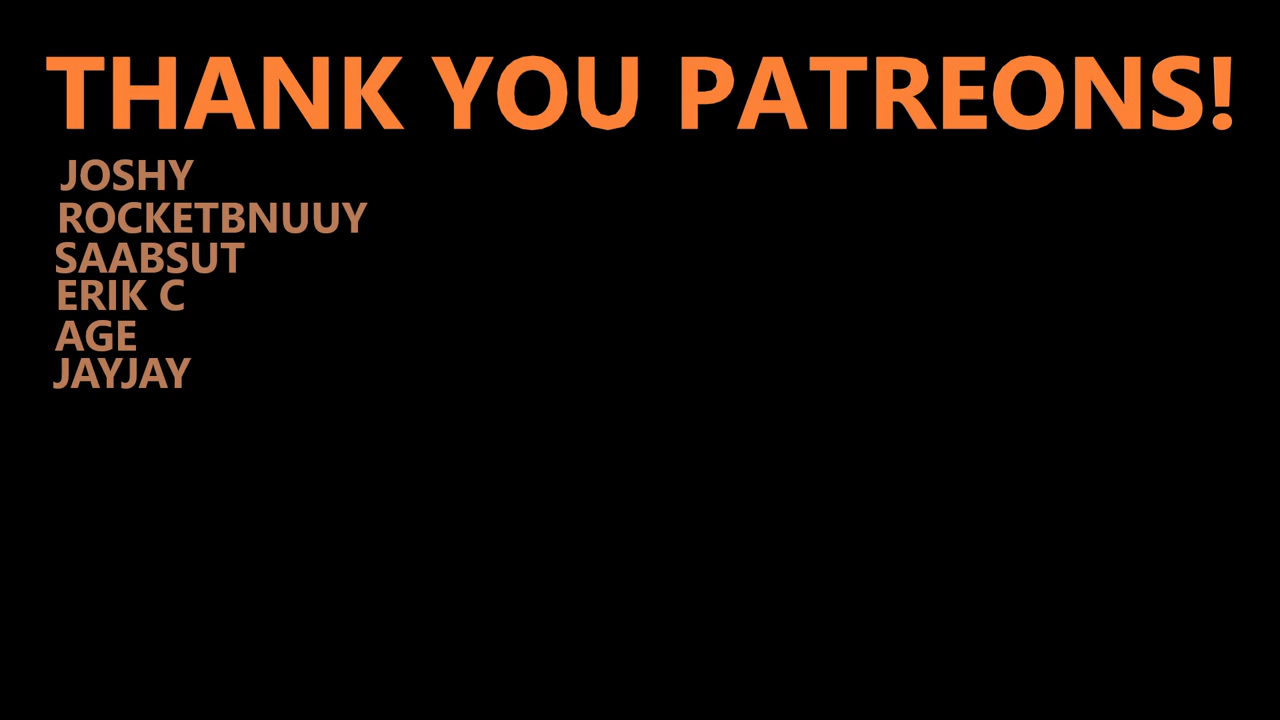 THANK YOU PATREONS!
JOSHY
ROCKETBNUUY
SAABSUT
ERIK C
AGE
JAYJAY